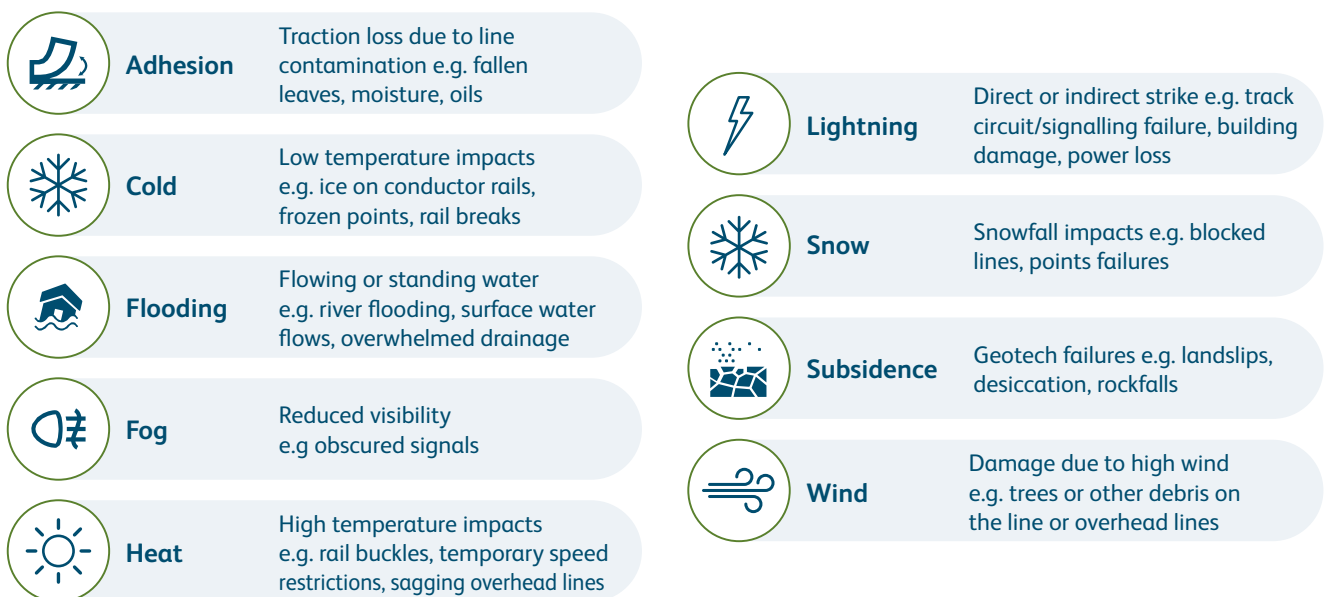 Adhesion
Traction loss due to line
contamination e.g. fallen
leaves, moisture, oils
Cold
Low temperature impacts
e.g. ice on conductor rails,
frozen points, rail breaks
Flooding
Flowing or standing water
e.g. river flooding, surface water
flows, overwhelmed drainage
Fog
Reduced visibility
e.g obscured signals
Heat
High temperature impacts
e.g. rail buckles, temporary speed
restrictions, sagging overhead lines
Lightning
Direct or indirect strike e.g. track
circuit/signalling failure, building
damage, power loss
Snow
Snowfall impacts e.g. blocked
lines, points failures
Subsidence
Geotech failures e.g. landslips,
desiccation, rockfalls
Wind
Damage due to high wind
e.g. trees or other debris on
the line or overhead lines